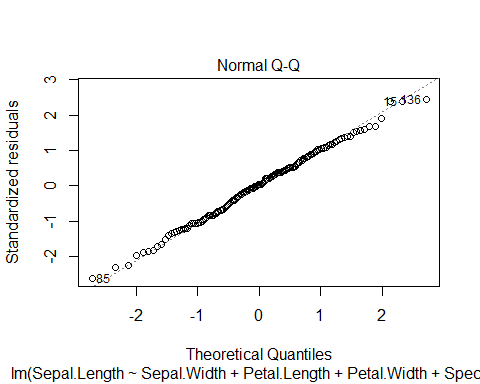 Normal Q-Q
Standardized residuals
3
2
1
0
-1
-2
15
136
85
-2 -1 0 1 2
Theoretical Quantiles
lm(Sepal.Length ~ Sepal.Width + Petal.Length + Petal.Width + Spec